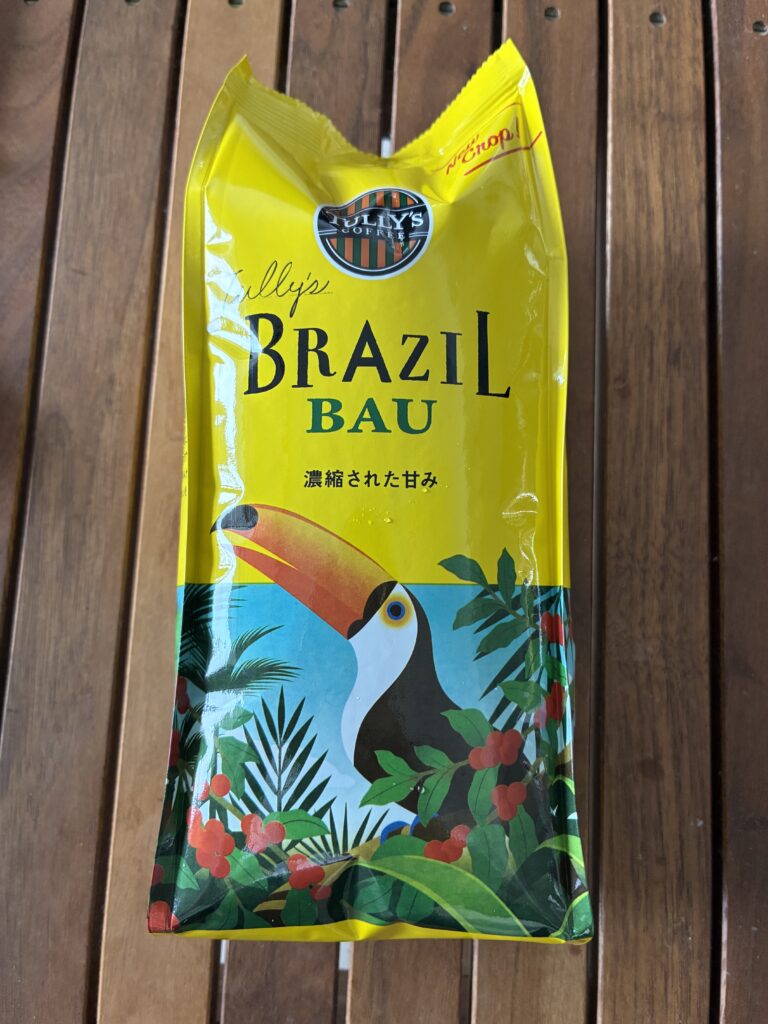 New
Crop!
TULLY'S
COFFEE
Tully's
BRAZIL
BAU
濃縮された甘み